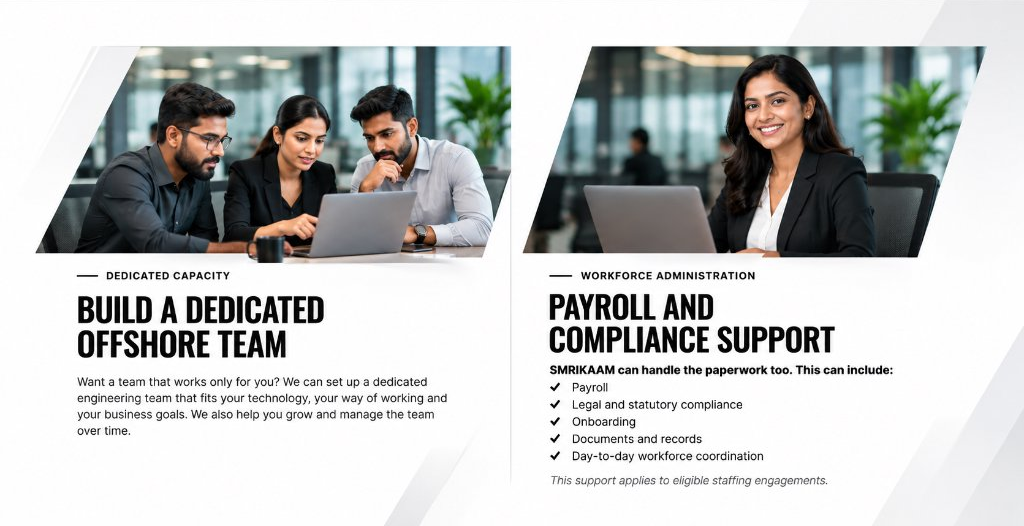 DEDICATED CAPACITY
BUILD A DEDICATED
OFFSHORE TEAM
Want a team that works only for you? We can set up a dedicated
engineering team that fits your technology, your way of working and
your business goals. We also help you grow and manage the team
over time.
WORKFORCE ADMINISTRATION
PAYROLL AND
COMPLIANCE SUPPORT
SMRIKAAM can handle the paperwork too. This can include:
Payroll
Legal and statutory compliance
Onboarding
Documents and records
Day-to-day workforce coordination
This support applies to eligible staffing engagements.